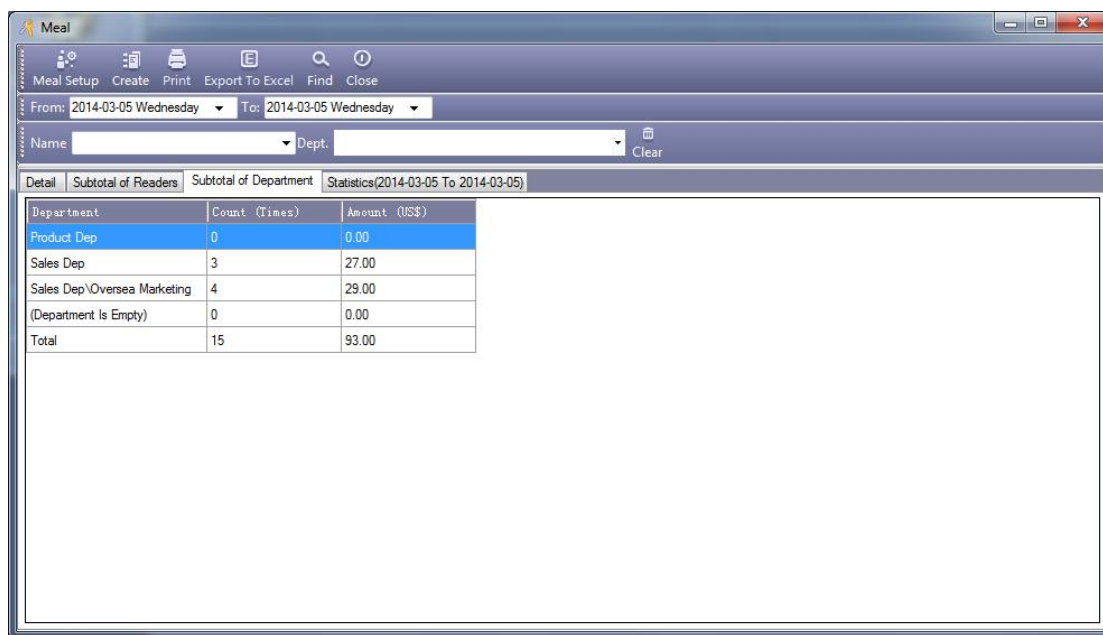 Meal
Meal Setup Create Print Export To Excel Find Close
From: 2014-03-05 Wednesday To: 2014-03-05 Wednesday
Name Dept. Clear
Detail Subtotal of Readers Subtotal of Department Statistics(2014-03-05 To 2014-03-05)
Department Count (Times) Amount (US$)
Product Dep 0 0.00
Sales Dep 3 27.00
Sales Dep\Oversea Marketing 4 29.00
(Department Is Empty) 0 0.00
Total 15 93.00